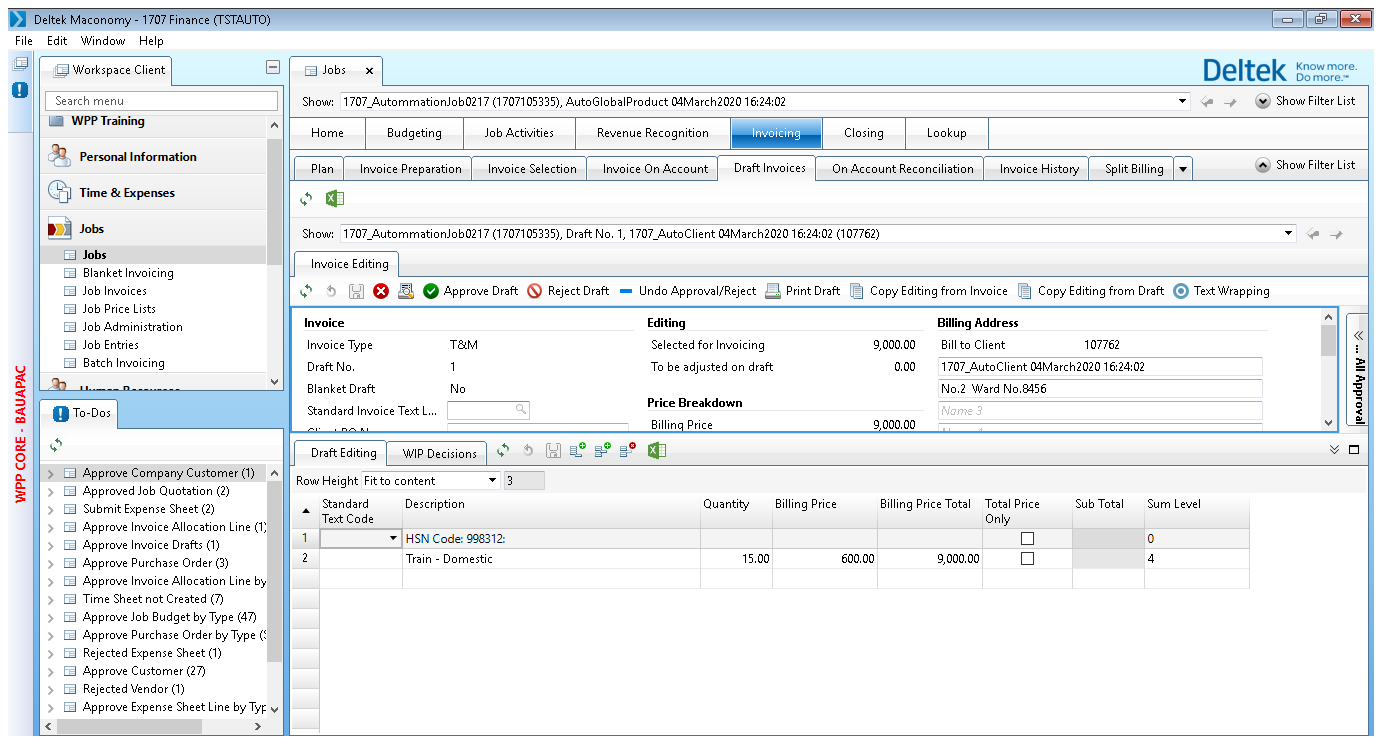 Deltek Maconomy - 1707 Finance (TSTAUTO)
File Edit Window Help
WPP CORE - BAUAPAC
Workspace Client
Search menu
WPP Training
Personal Information
Time & Expenses
Jobs
Jobs
Blanket Invoicing
Job Invoices
Job Price Lists
Job Administration
Job Entries
Batch Invoicing
Human Resources
To-Dos
Approve Company Customer (1)
Approved Job Quotation (2)
Submit Expense Sheet (2)
Approve Invoice Allocation Line (1)
Approve Invoice Drafts (1)
Approve Purchase Order (3)
Approve Invoice Allocation Line by
Time Sheet not Created (7)
Approve Job Budget by Type (47)
Approve Purchase Order by Type (
Rejected Expense Sheet (1)
Approve Customer (27)
Rejected Vendor (1)
Approve Expense Sheet Line by Typ
Jobs
Deltek Know more.
Do more.™
Show: 1707_AutommationJob0217 (1707105335), AutoGlobalProduct 04March2020 16:24:02 Show Filter List
Home Budgeting Job Activities Revenue Recognition Invoicing Closing Lookup
Plan Invoice Preparation Invoice Selection Invoice On Account Draft Invoices On Account Reconciliation Invoice History Split Billing Show Filter List
Show: 1707_AutommationJob0217 (1707105335), Draft No. 1, 1707_AutoClient 04March2020 16:24:02 (107762)
Invoice Editing
Approve Draft Reject Draft Undo Approval/Reject Print Draft Copy Editing from Invoice Copy Editing from Draft Text Wrapping
Invoice Editing Billing Address
Invoice Type T&M Selected for Invoicing 9,000.00 Bill to Client 107762
Draft No. 1 To be adjusted on draft 0.00 1707_AutoClient 04March2020 16:24:02
Blanket Draft No No.2 Ward No.8456
Standard Invoice Text L... Price Breakdown Name 3
Billing Price 9,000.00
... All Approval
Draft Editing WIP Decisions
Row Height Fit to content 3
Standard Text Code Description Quantity Billing Price Billing Price Total Total Price Only Sub Total Sum Level
1 HSN Code: 998312: 0
2 Train - Domestic 15.00 600.00 9,000.00 4